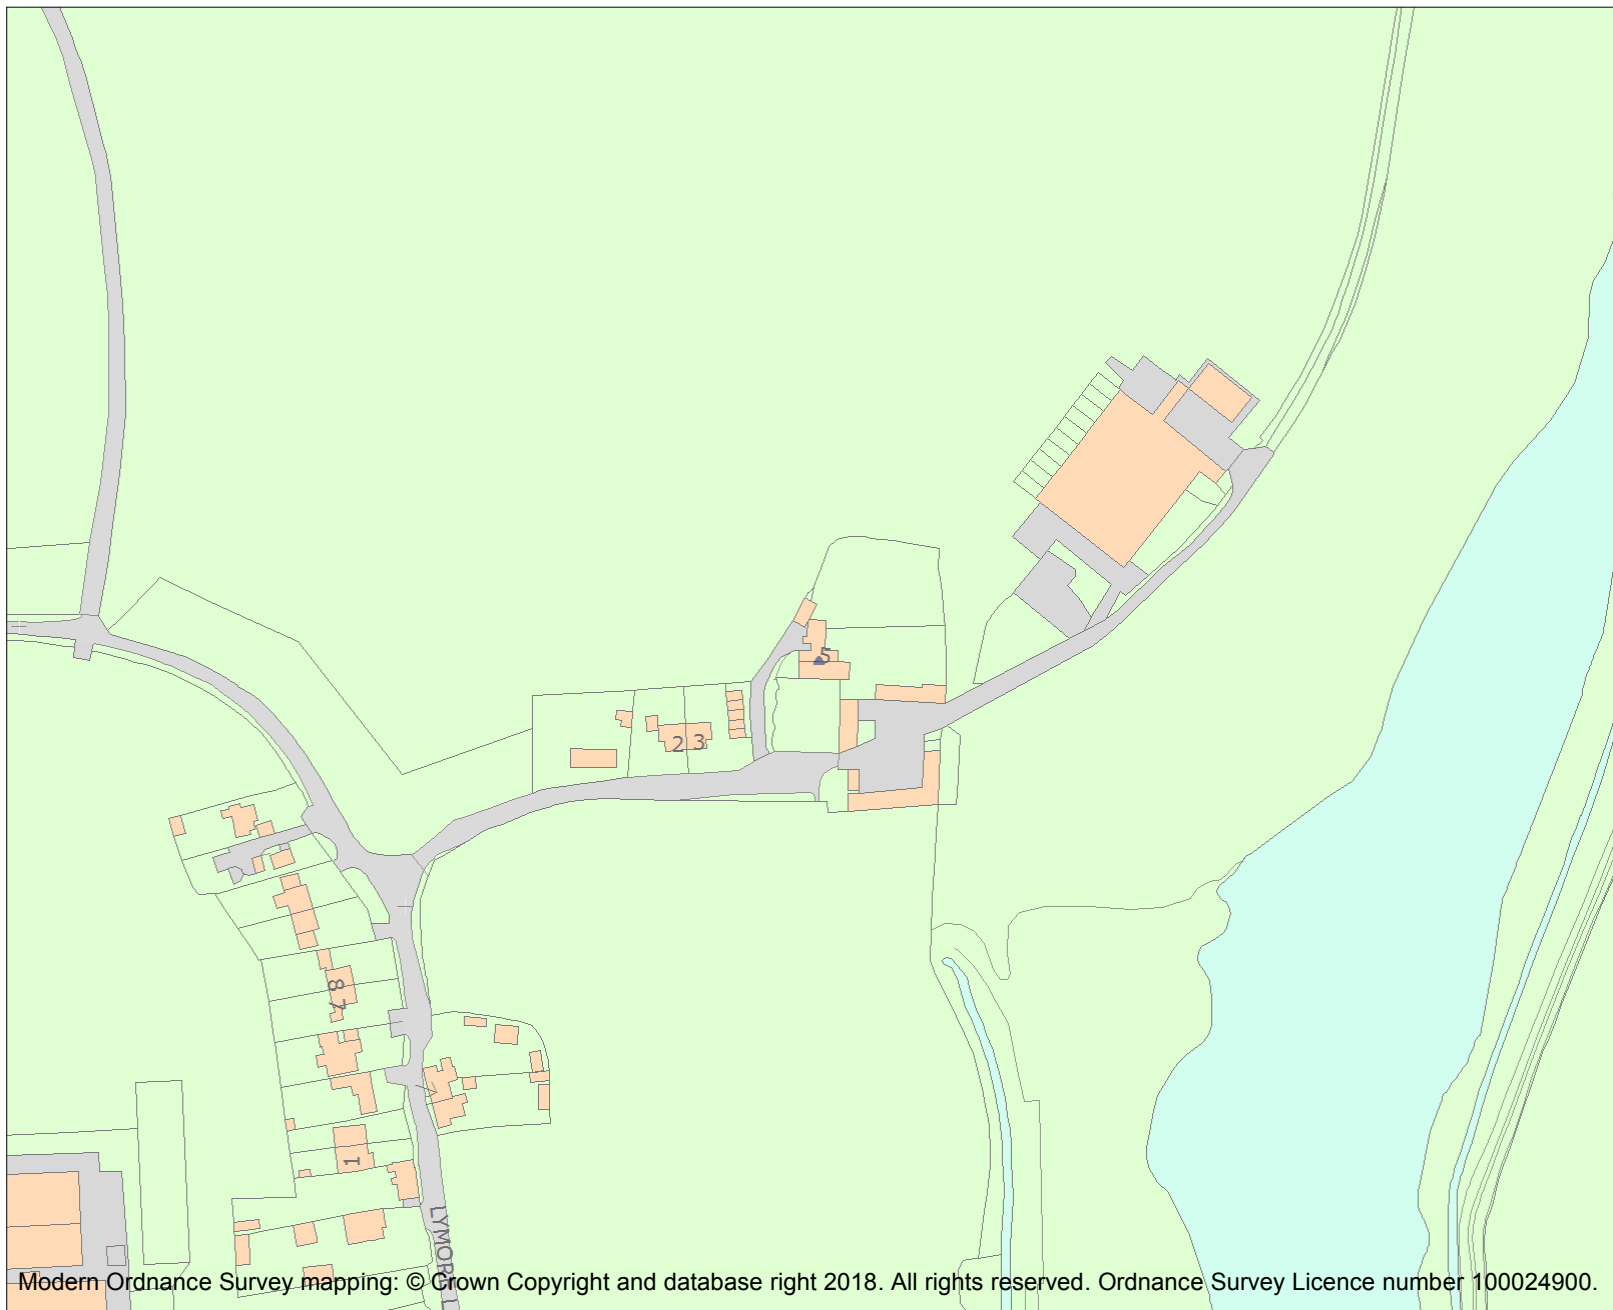 5
2 3
8 7
1
LYMORE L
Modern Ordnance Survey mapping: © Crown Copyright and database right 2018. All rights reserved. Ordnance Survey Licence number 100024900.